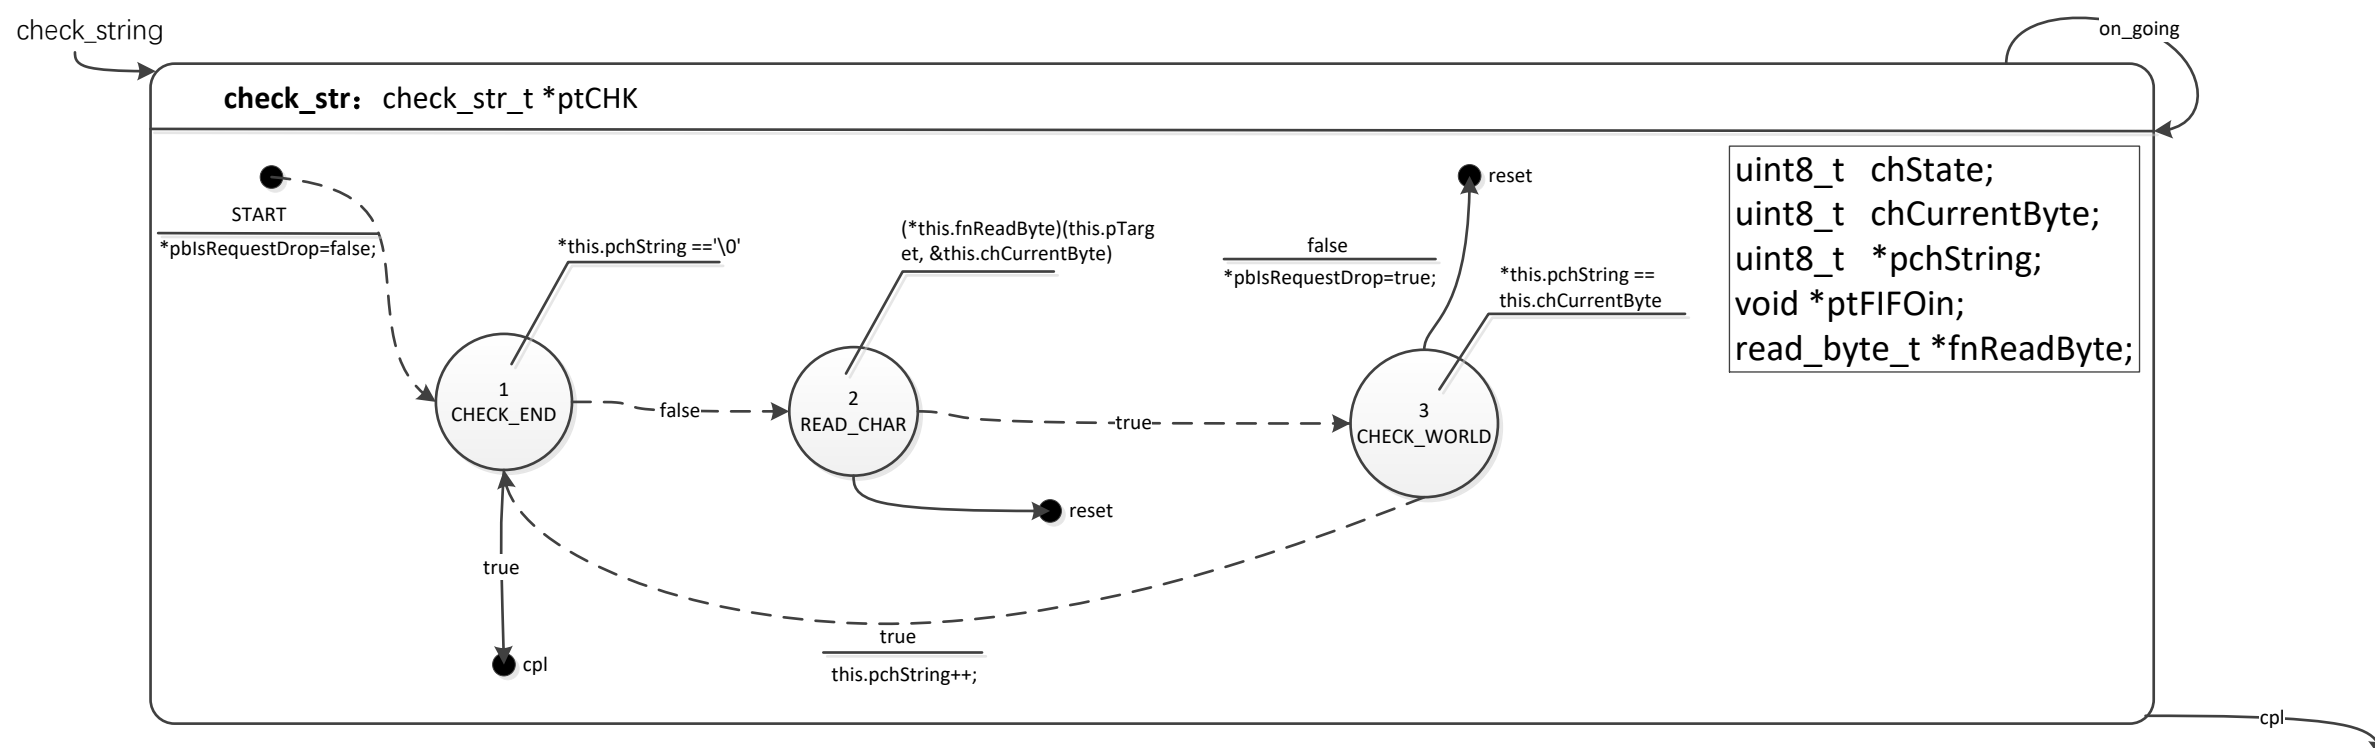 check_string
on_going
check_str： check_str_t *ptCHK
START
*pbIsRequestDrop=false;
*this.pchString =='\0'
(*this.fnReadByte)(this.pTarg
et, &this.chCurrentByte)
false
*pbIsRequestDrop=true;
reset
*this.pchString ==
this.chCurrentByte
uint8_t chState;
uint8_t chCurrentByte;
uint8_t *pchString;
void *ptFIFOin;
read_byte_t *fnReadByte;
1
CHECK_END
false
2
READ_CHAR
true
3
CHECK_WORLD
reset
true
cpl
true
this.pchString++;
cpl